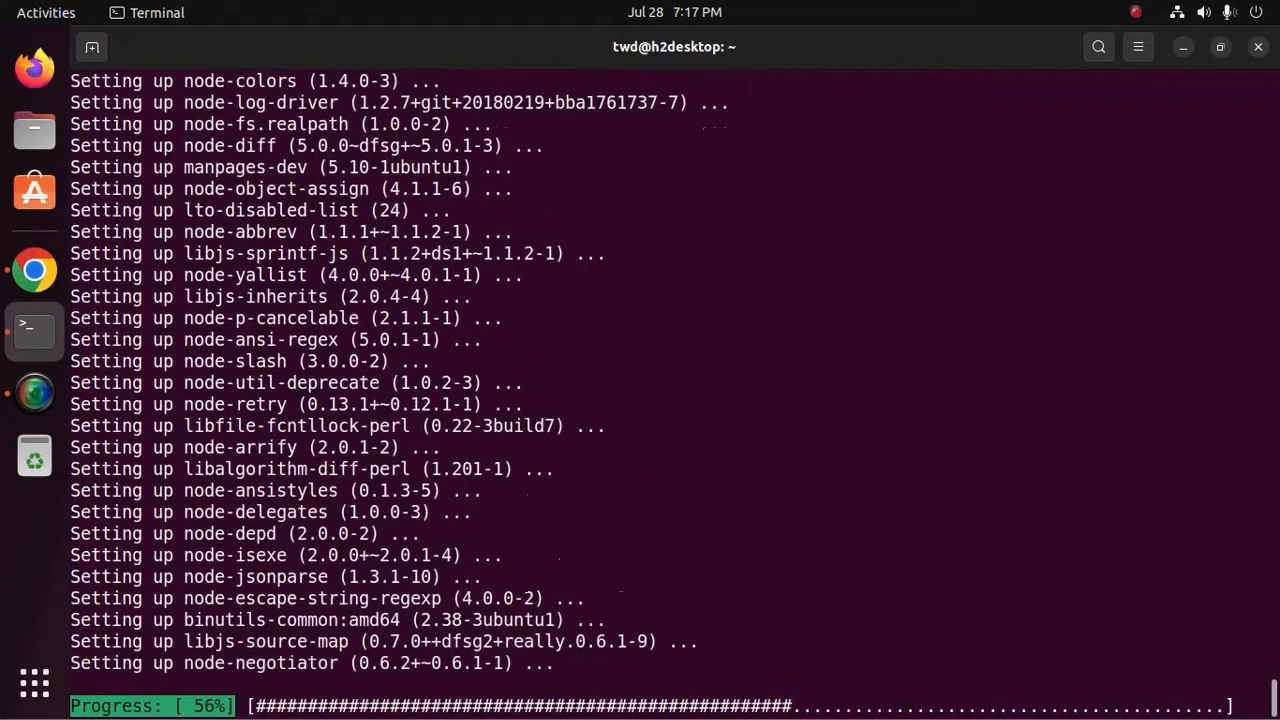 Activities Terminal Jul 28 7:17 PM
twd@h2desktop: ~
Setting up node-colors (1.4.0-3) ...
Setting up node-log-driver (1.2.7+git+20180219+bba1761737-7) ...
Setting up node-fs.realpath (1.0.0-2) ...
Setting up node-diff (5.0.0~dfsg+~5.0.1-3) ...
Setting up manpages-dev (5.10-1ubuntu1) ...
Setting up node-object-assign (4.1.1-6) ...
Setting up lto-disabled-list (24) ...
Setting up node-abbrev (1.1.1+~1.1.2-1) ...
Setting up libjs-sprintf-js (1.1.2+ds1+~1.1.2-1) ...
Setting up node-yallist (4.0.0+~4.0.1-1) ...
Setting up libjs-inherits (2.0.4-4) ...
Setting up node-p-cancelable (2.1.1-1) ...
Setting up node-ansi-regex (5.0.1-1) ...
Setting up node-slash (3.0.0-2) ...
Setting up node-util-deprecate (1.0.2-3) ...
Setting up node-retry (0.13.1+~0.12.1-1) ...
Setting up libfile-fcntllock-perl (0.22-3build7) ...
Setting up node-arrify (2.0.1-2) ...
Setting up libalgorithm-diff-perl (1.201-1) ...
Setting up node-ansistyles (0.1.3-5) ...
Setting up node-delegates (1.0.0-3) ...
Setting up node-depd (2.0.0-2) ...
Setting up node-isexe (2.0.0+~2.0.1-4) ...
Setting up node-jsonparse (1.3.1-10) ...
Setting up node-escape-string-regexp (4.0.0-2) ...
Setting up binutils-common:amd64 (2.38-3ubuntu1) ...
Setting up libjs-source-map (0.7.0++dfsg2+really.0.6.1-9) ...
Setting up node-negotiator (0.6.2+~0.6.1-1) ...
Progress: [ 56%] [####################################################..........................................]